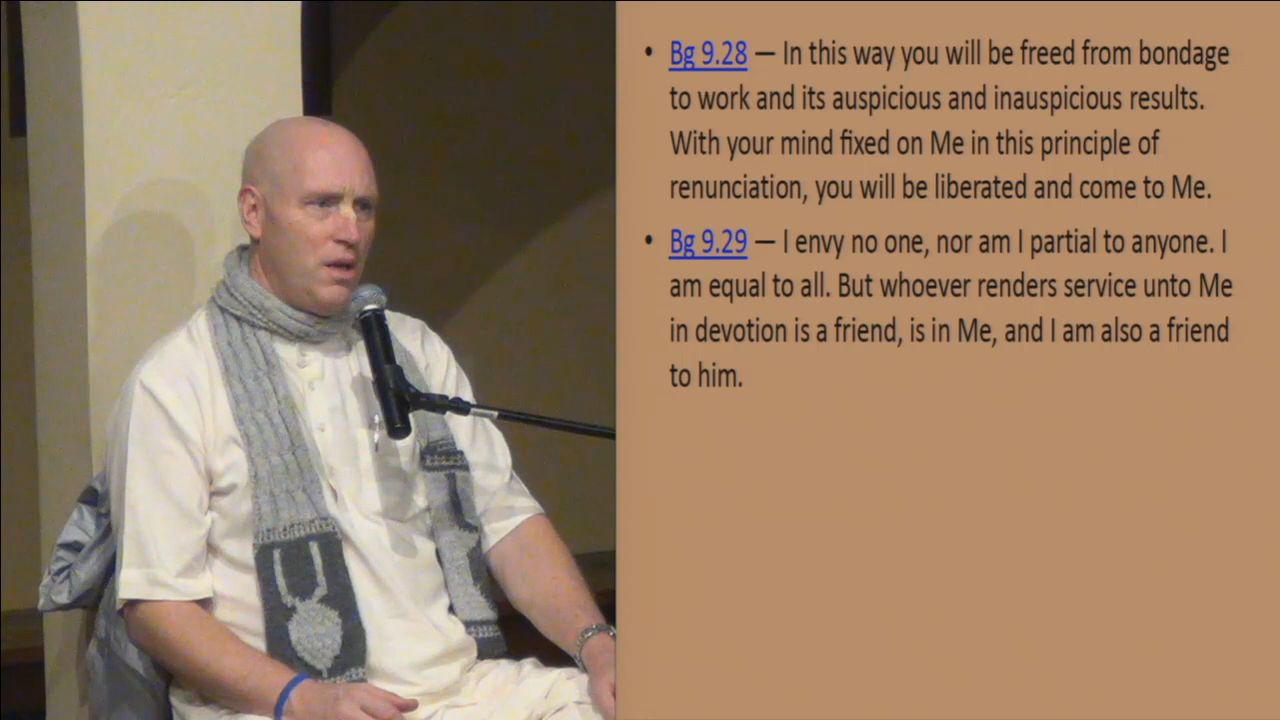 • Bg 9.28 — In this way you will be freed from bondage
to work and its auspicious and inauspicious results.
With your mind fixed on Me in this principle of
renunciation, you will be liberated and come to Me.
• Bg 9.29 — I envy no one, nor am I partial to anyone. I
am equal to all. But whoever renders service unto Me
in devotion is a friend, is in Me, and I am also a friend
to him.